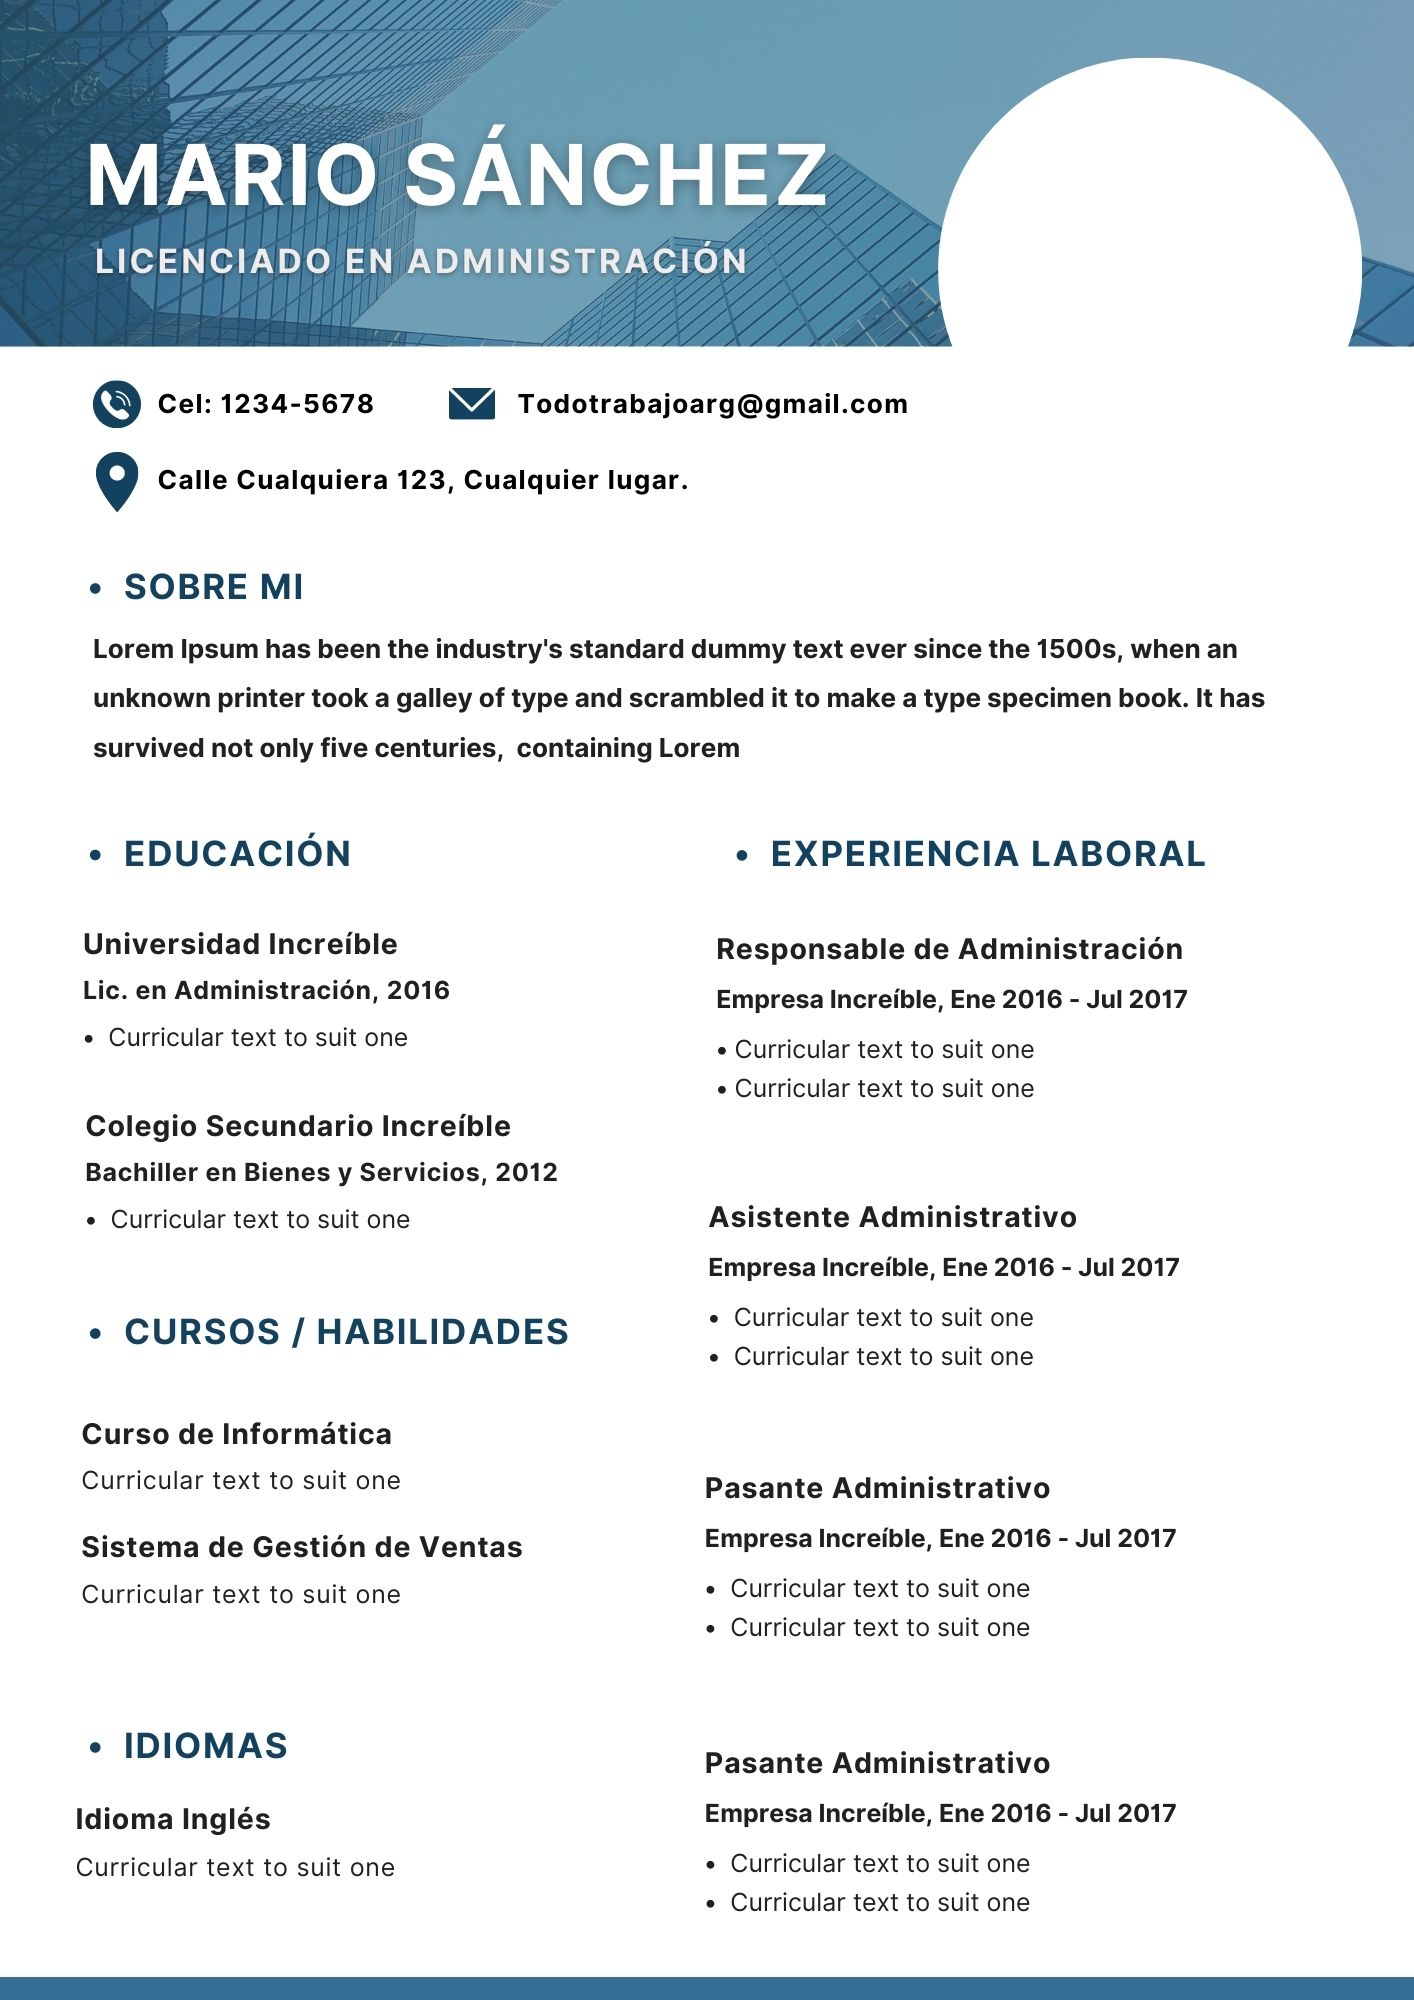 MARIO SÁNCHEZ
LICENCIADO EN ADMINISTRACIÓN
Cel: 1234-5678
Todotrabajoarg@gmail.com
Calle Cualquiera 123, Cualquier lugar.
• SOBRE MI
Lorem Ipsum has been the industry's standard dummy text ever since the 1500s, when an
unknown printer took a galley of type and scrambled it to make a type specimen book. It has
survived not only five centuries,  containing Lorem
• EDUCACIÓN
Universidad Increíble
Lic. en Administración, 2016
• Curricular text to suit one
Colegio Secundario Increíble
Bachiller en Bienes y Servicios, 2012
• Curricular text to suit one
• CURSOS / HABILIDADES
Curso de Informática
Curricular text to suit one
Sistema de Gestión de Ventas
Curricular text to suit one
• IDIOMAS
Idioma Inglés
Curricular text to suit one
• EXPERIENCIA LABORAL
Responsable de Administración
Empresa Increíble, Ene 2016 - Jul 2017
• Curricular text to suit one
• Curricular text to suit one
Asistente Administrativo
Empresa Increíble, Ene 2016 - Jul 2017
• Curricular text to suit one
• Curricular text to suit one
Pasante Administrativo
Empresa Increíble, Ene 2016 - Jul 2017
• Curricular text to suit one
• Curricular text to suit one
Pasante Administrativo
Empresa Increíble, Ene 2016 - Jul 2017
• Curricular text to suit one
• Curricular text to suit one